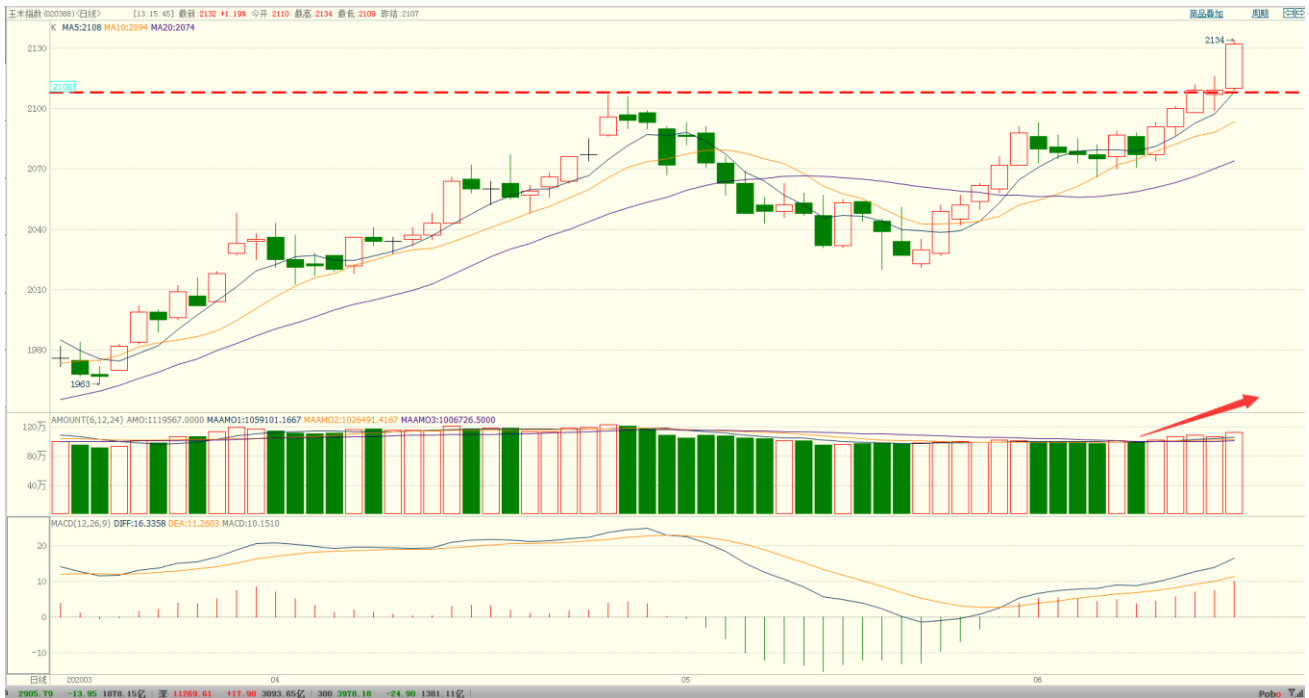 玉米指数 (020388)<日线> [13:15:45] 最新:2132 +1.19% 今开:2110 最高:2134 最低:2109 昨结:2107 商品叠加 周期
K MA5:2108 MA10:2094 MA20:2074
2134→
2130
2108
2100
2070
2040
2010
1980
1963→
AMOUNT(6,12,24) AMO:1119567.0000 MAAMO1:1059101.1667 MAAMO2:1026491.4167 MAAMO3:1006726.5000
120万
80万
40万
MACD(12,26,9) DIFF:16.3358 DEA:11.2603 MACD:10.1510
20
10
0
-10
日线 202003 04 05 06
2905.79 -13.95 1878.15亿 深 11269.61 +17.90 3093.65亿 300 3978.18 -24.90 1381.11亿 Pobo